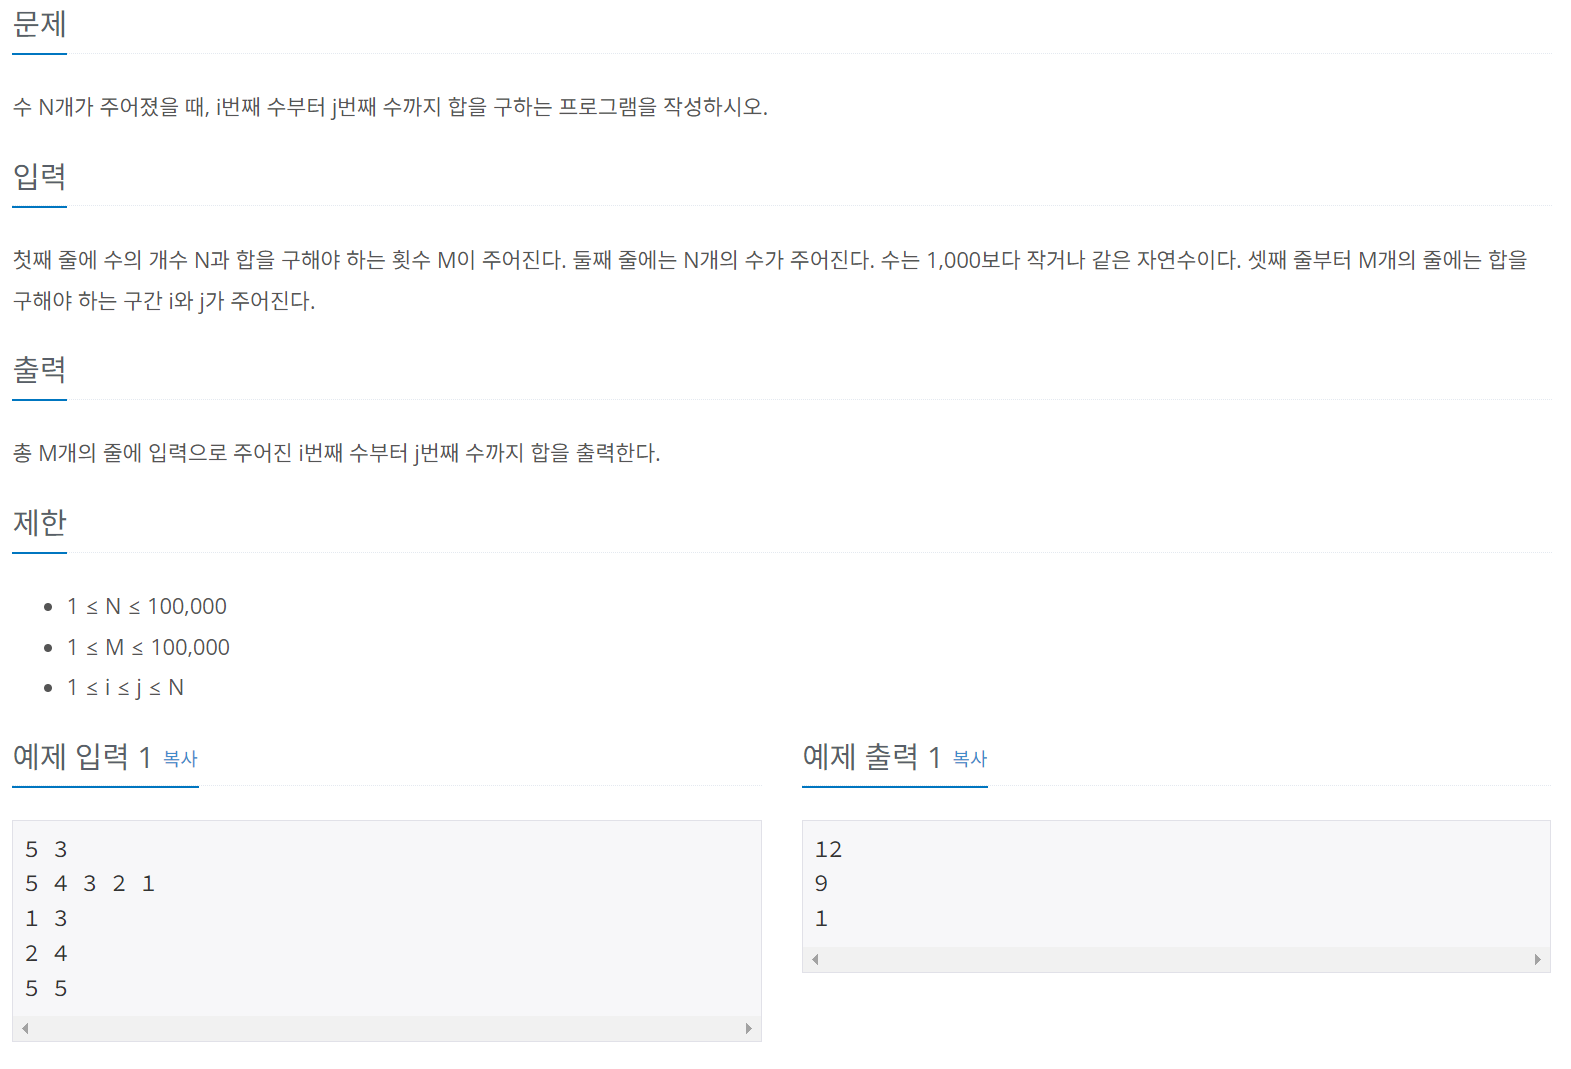 문제
수 N개가 주어졌을 때, i번째 수부터 j번째 수까지 합을 구하는 프로그램을 작성하시오.
입력
첫째 줄에 수의 개수 N과 합을 구해야 하는 횟수 M이 주어진다. 둘째 줄에는 N개의 수가 주어진다. 수는 1,000보다 작거나 같은 자연수이다. 셋째 줄부터 M개의 줄에는 합을
구해야 하는 구간 i와 j가 주어진다.
출력
총 M개의 줄에 입력으로 주어진 i번째 수부터 j번째 수까지 합을 출력한다.
제한
• 1 ≤ N ≤ 100,000
• 1 ≤ M ≤ 100,000
• 1 ≤ i ≤ j ≤ N
예제 입력 1 복사
5 3
5 4 3 2 1
1 3
2 4
5 5
예제 출력 1 복사
12
9
1